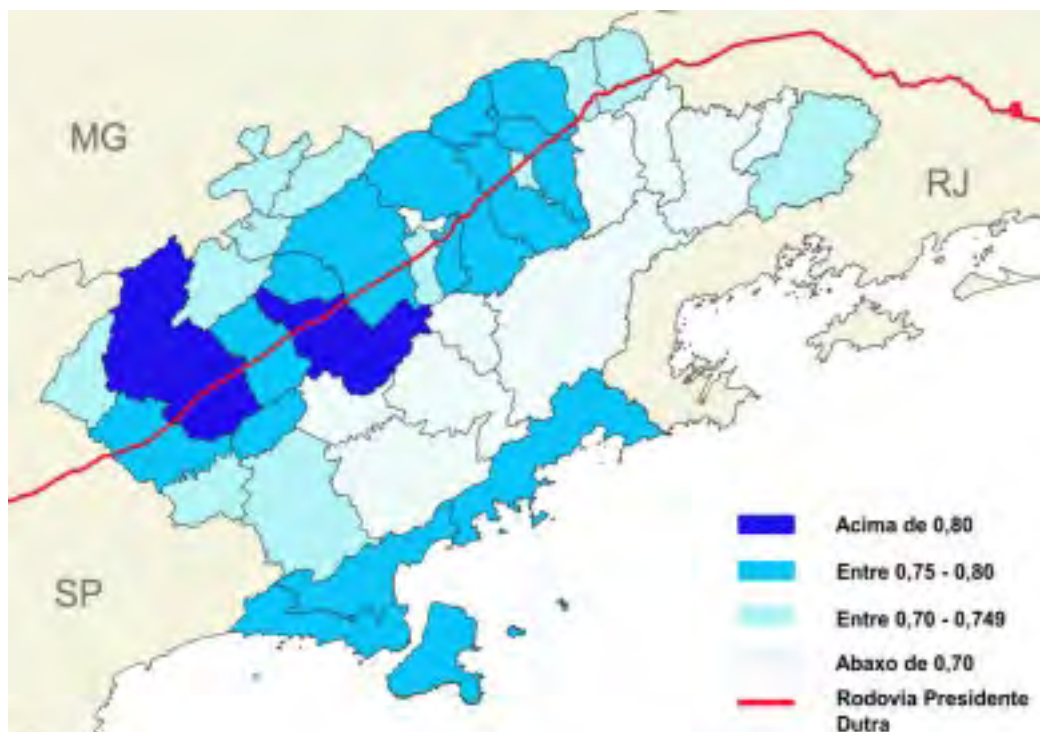 MG
RJ
SP
Acima de 0,80
Entre 0,75 - 0,80
Entre 0,70 - 0,749
Abaxo de 0,70
Rodovia Presidente
Dutra